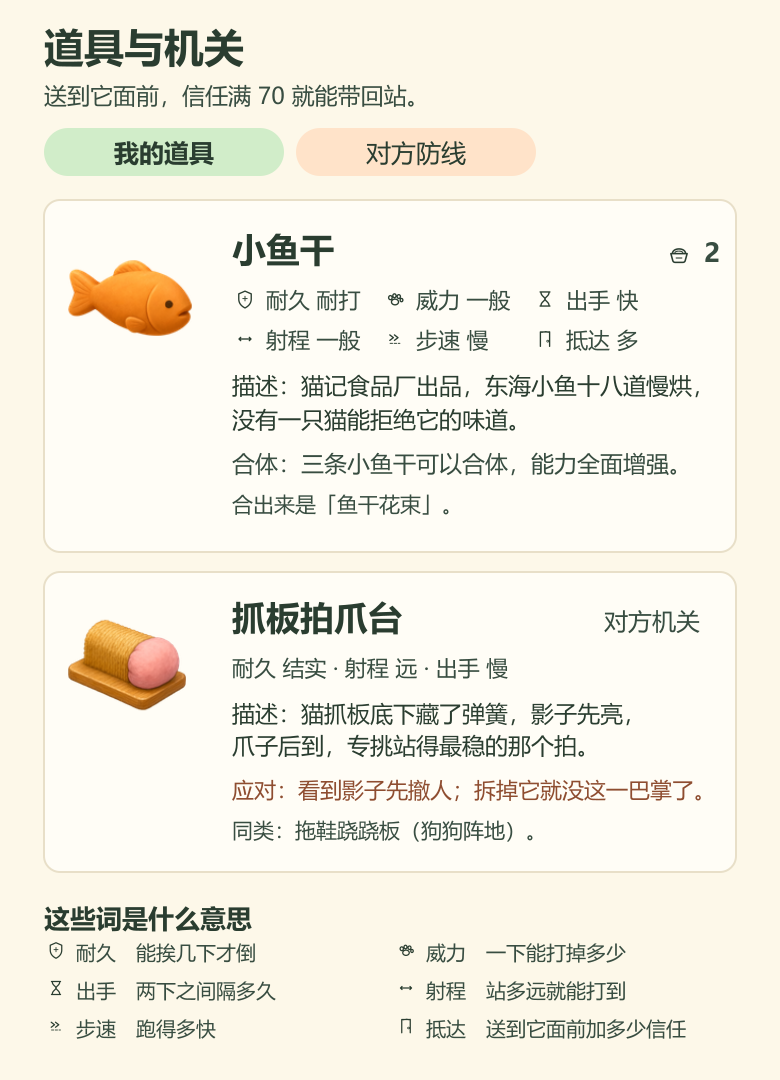 道具与机关
送到它面前，信任满 70 就能带回站。
我的道具 对方防线
小鱼干 2
耐久 耐打 威力 一般 出手 快
射程 一般 步速 慢 抵达 多
描述：猫记食品厂出品，东海小鱼十八道慢烘，
没有一只猫能拒绝它的味道。
合体：三条小鱼干可以合体，能力全面增强。
合出来是「鱼干花束」。
抓板拍爪台 对方机关
耐久 结实 · 射程 远 · 出手 慢
描述：猫抓板底下藏了弹簧，影子先亮，
爪子后到，专挑站得最稳的那个拍。
应对：看到影子先撤人；拆掉它就没这一巴掌了。
同类：拖鞋跷跷板（狗狗阵地）。
这些词是什么意思
耐久 能挨几下才倒 威力 一下能打掉多少
出手 两下之间隔多久 射程 站多远就能打到
步速 跑得多快 抵达 送到它面前加多少信任